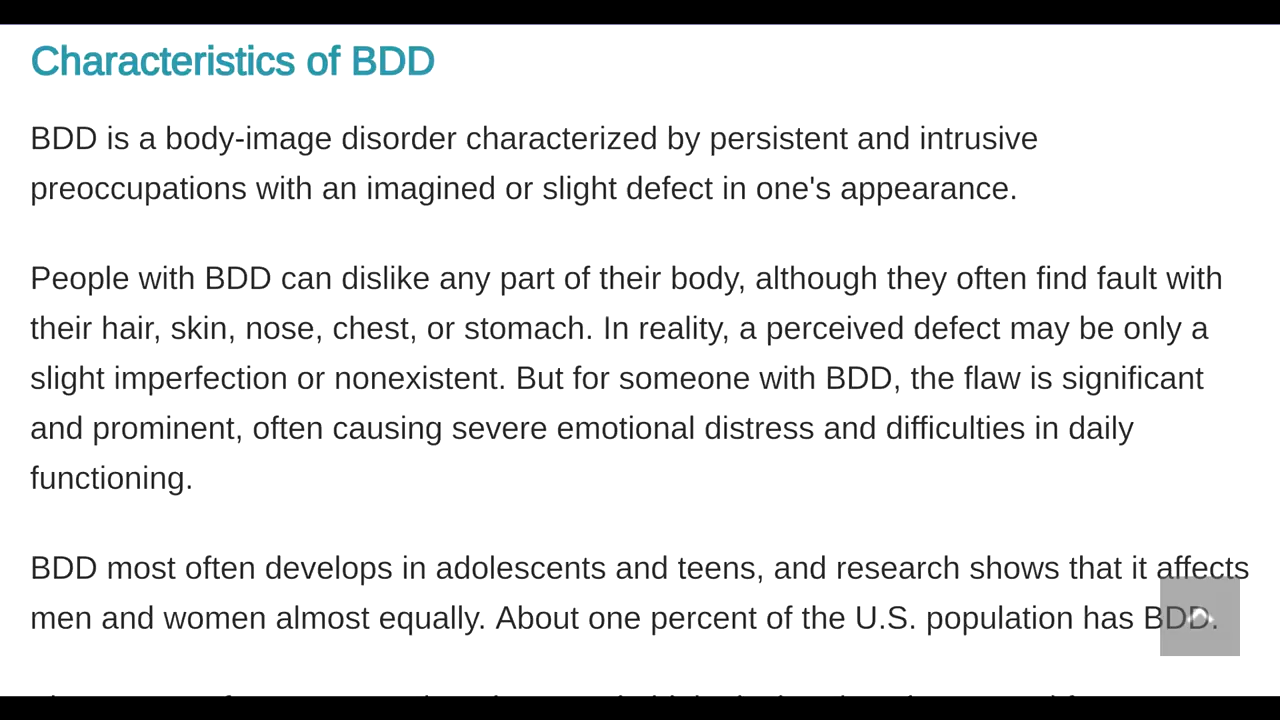 Characteristics of BDD
BDD is a body-image disorder characterized by persistent and intrusive
preoccupations with an imagined or slight defect in one's appearance.
People with BDD can dislike any part of their body, although they often find fault with
their hair, skin, nose, chest, or stomach. In reality, a perceived defect may be only a
slight imperfection or nonexistent. But for someone with BDD, the flaw is significant
and prominent, often causing severe emotional distress and difficulties in daily
functioning.
BDD most often develops in adolescents and teens, and research shows that it affects
men and women almost equally. About one percent of the U.S. population has BDD.